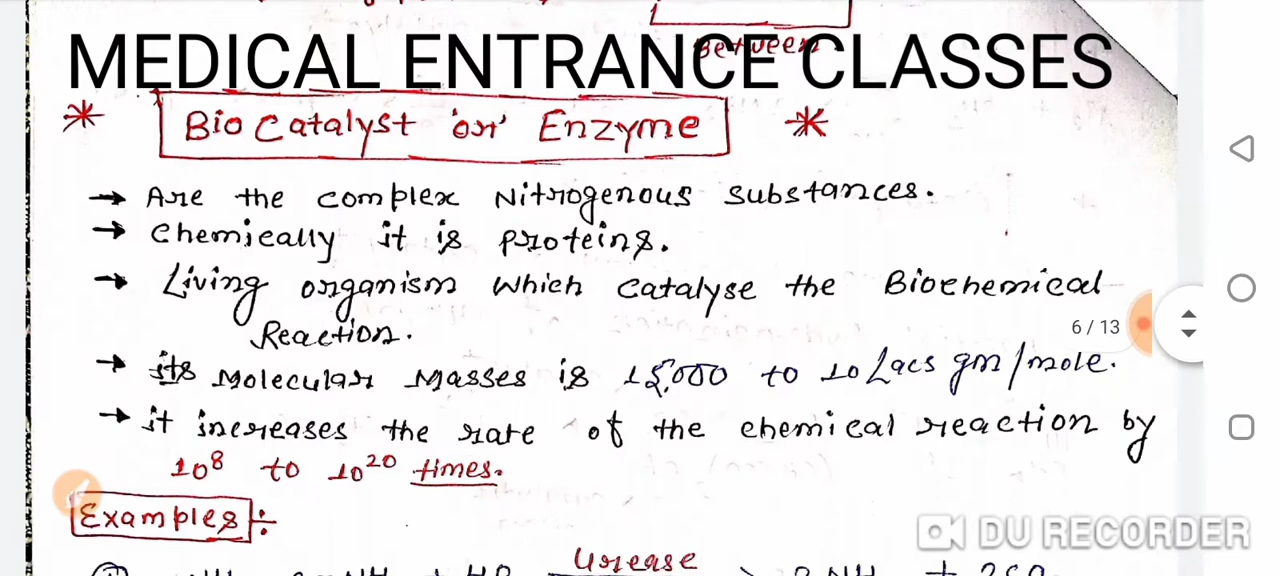 Between
MEDICAL ENTRANCE CLASSES
* Bio Catalyst 'or' Enzyme *
→ Are the complex Nitrogenous substances.
→ Chemically it is proteins.
→ Living organism which catalyse the Biochemical
Reaction.
6 / 13
→ its Molecular Masses is 15,000 to 10 Lacs gm/mole.
→ it increases the rate of the chemical reaction by
10⁸ to 10²⁰ times.
Examples ÷
DU RECORDER
Urease